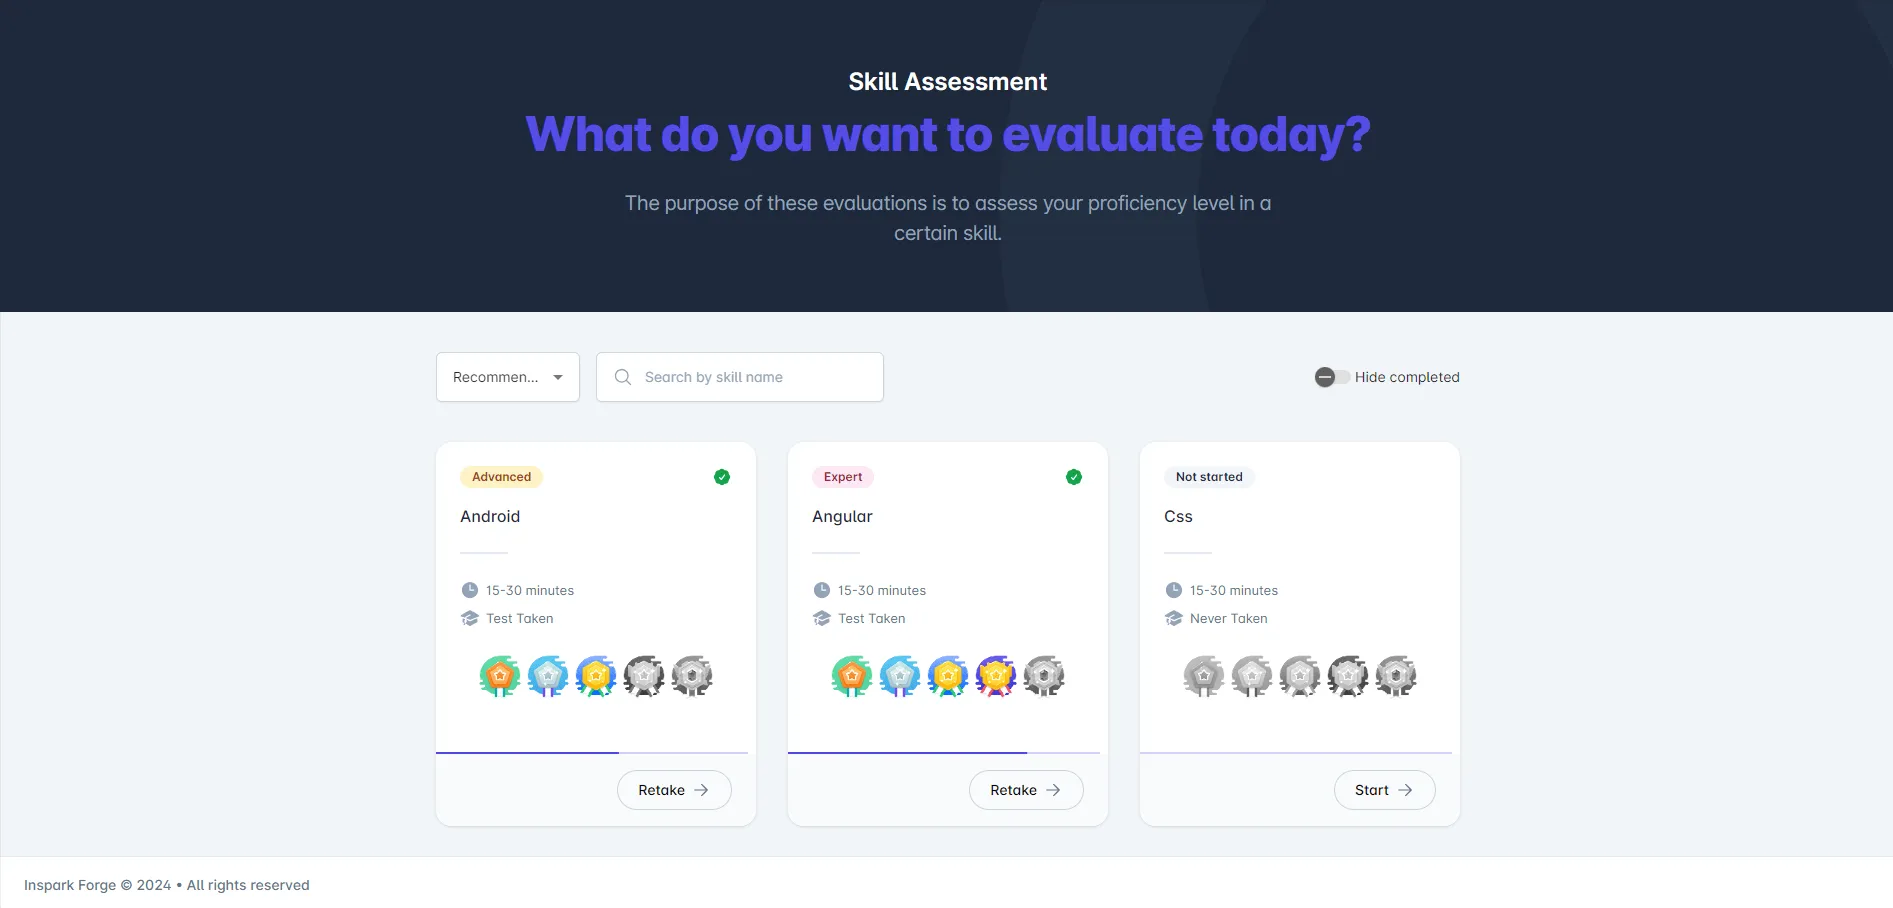 Skill Assessment
What do you want to evaluate today?
The purpose of these evaluations is to assess your proficiency level in a
certain skill.
Recommen...
Search by skill name
Hide completed
Advanced
Android
15-30 minutes
Test Taken
Retake
Expert
Angular
15-30 minutes
Test Taken
Retake
Not started
Css
15-30 minutes
Never Taken
Start
Inspark Forge © 2024 • All rights reserved